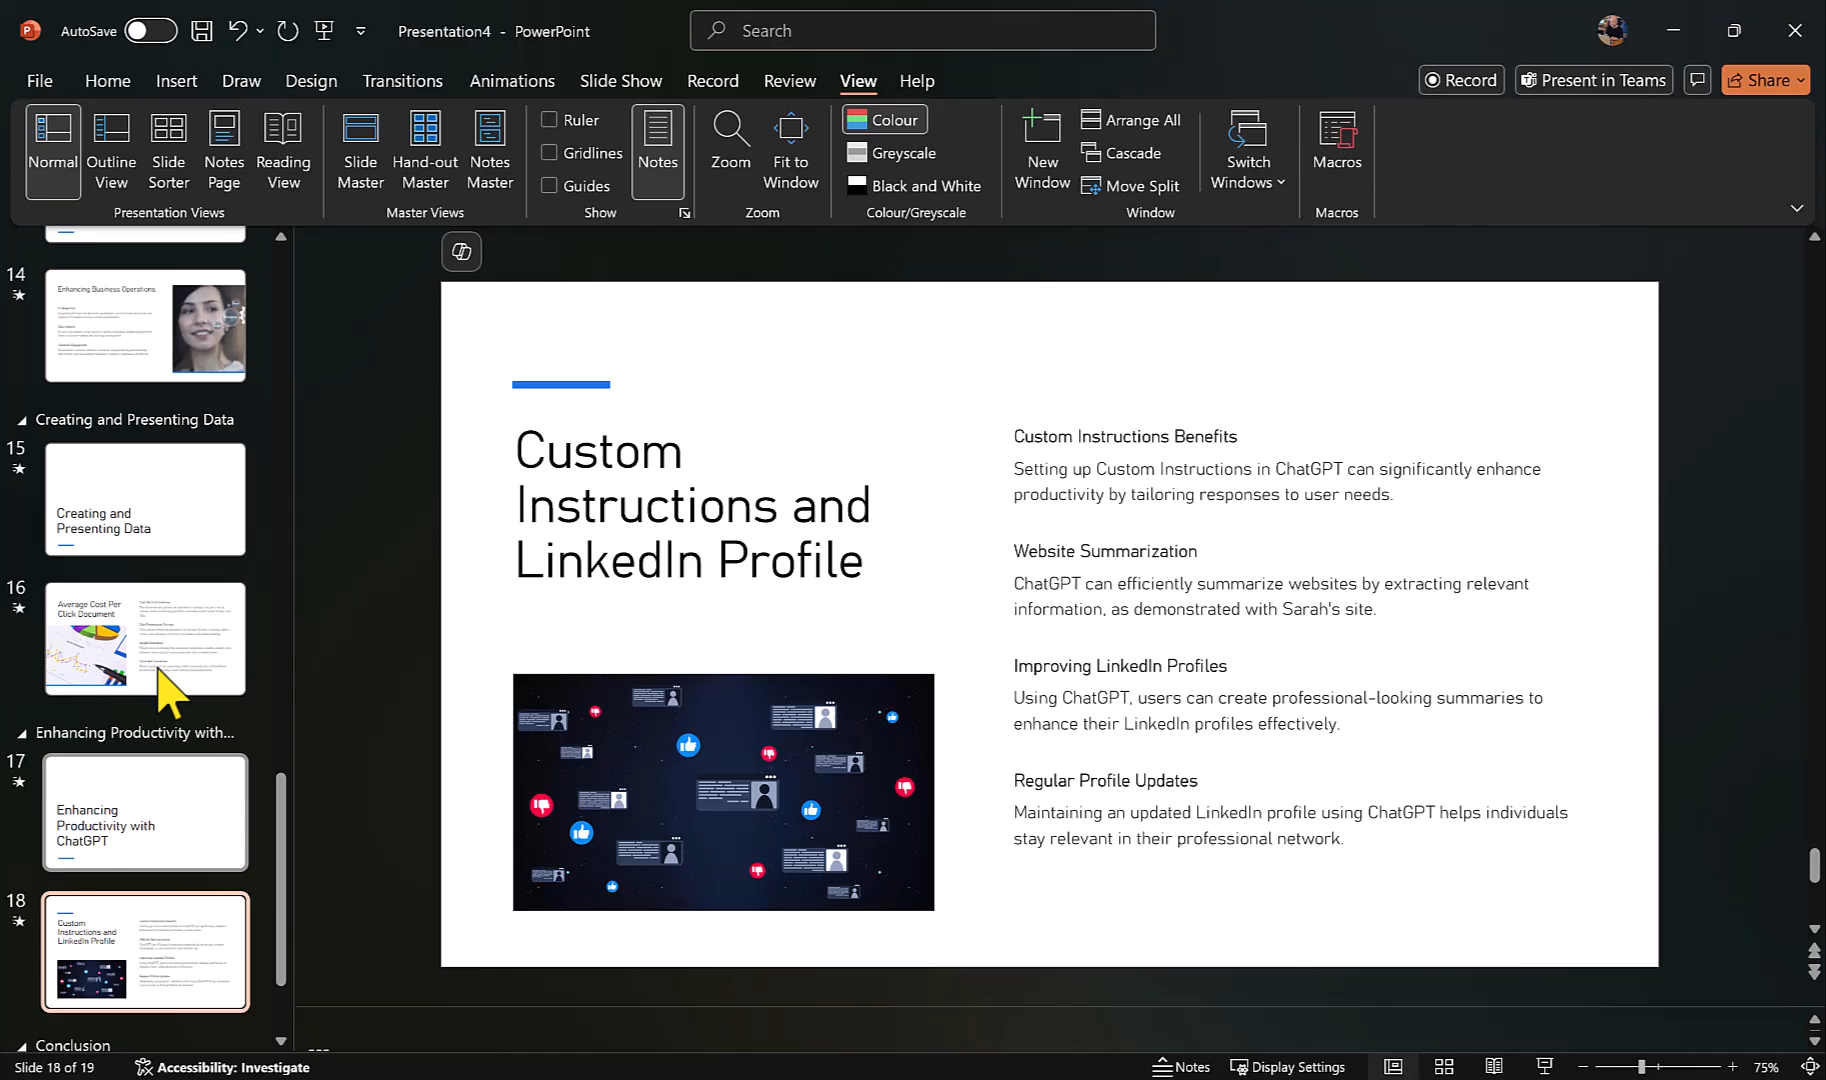 AutoSave
Presentation4 - PowerPoint
Search
File Home Insert Draw Design Transitions Animations Slide Show Record Review View Help
Record
Present in Teams
Share
Normal
Outline View
Slide Sorter
Notes Page
Reading View
Presentation Views
Slide Master
Hand-out Master
Notes Master
Master Views
Ruler
Gridlines
Guides
Show
Notes
Zoom
Fit to Window
Zoom
Colour
Greyscale
Black and White
Colour/Greyscale
New Window
Arrange All
Cascade
Move Split
Switch Windows
Window
Macros
Macros
14
Enhancing Business Operations
Creating and Presenting Data
15
Creating and
Presenting Data
16
Average Cost Per
Click Document
Enhancing Productivity with...
17
Enhancing
Productivity with
ChatGPT
18
Custom
Instructions and
LinkedIn Profile
Conclusion
Custom
Instructions and
LinkedIn Profile
Custom Instructions Benefits
Setting up Custom Instructions in ChatGPT can significantly enhance
productivity by tailoring responses to user needs.
Website Summarization
ChatGPT can efficiently summarize websites by extracting relevant
information, as demonstrated with Sarah's site.
Improving LinkedIn Profiles
Using ChatGPT, users can create professional-looking summaries to
enhance their LinkedIn profiles effectively.
Regular Profile Updates
Maintaining an updated LinkedIn profile using ChatGPT helps individuals
stay relevant in their professional network.
Slide 18 of 19
Accessibility: Investigate
Notes
Display Settings
75%